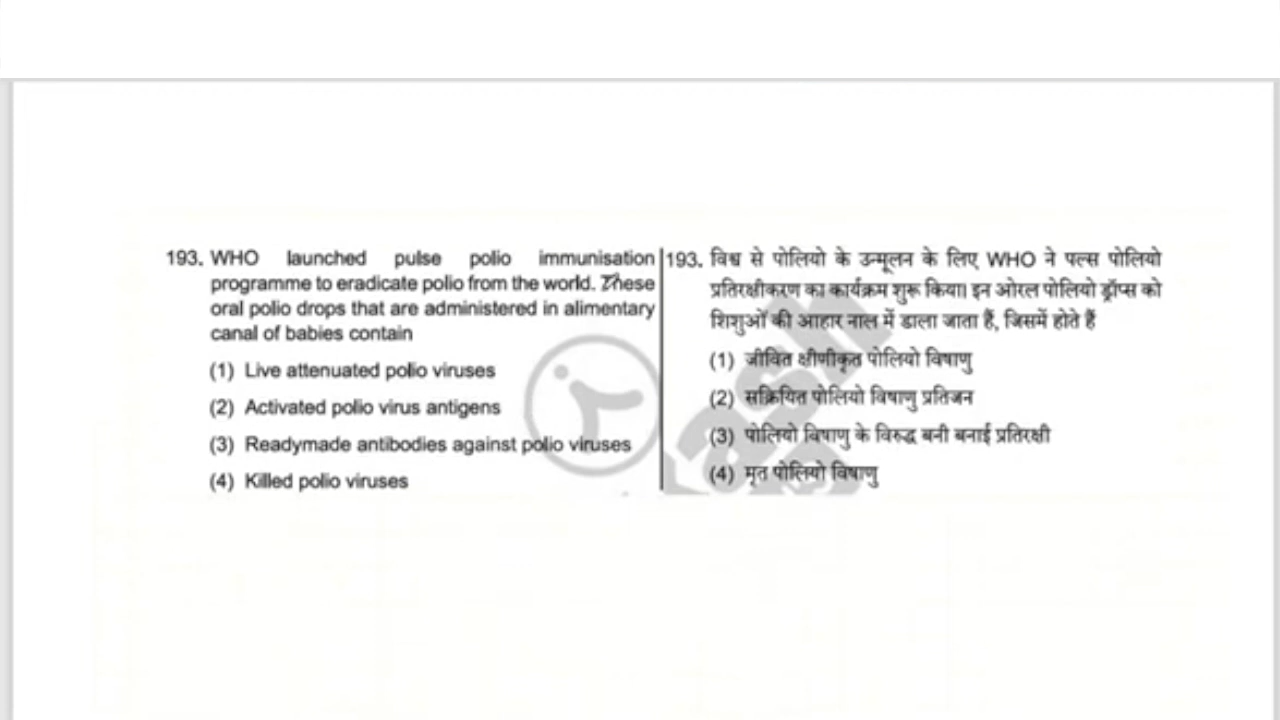 193. WHO launched pulse polio immunisation
programme to eradicate polio from the world. These
oral polio drops that are administered in alimentary
canal of babies contain
(1) Live attenuated polio viruses
(2) Activated polio virus antigens
(3) Readymade antibodies against polio viruses
(4) Killed polio viruses
193. विश्व से पोलियो के उन्मूलन के लिए WHO ने पल्स पोलियो
प्रतिरक्षीकरण का कार्यक्रम शुरू किया। इन ओरल पोलियो ड्रॉप्स को
शिशुओं की आहार नाल में डाला जाता हैं, जिसमें होते हैं
(1) जीवित क्षीणीकृत पोलियो विषाणु
(2) सक्रियित पोलियो विषाणु प्रतिजन
(3) पोलियो विषाणु के विरुद्ध बनी बनाई प्रतिरक्षी
(4) मृत पोलियो विषाणु